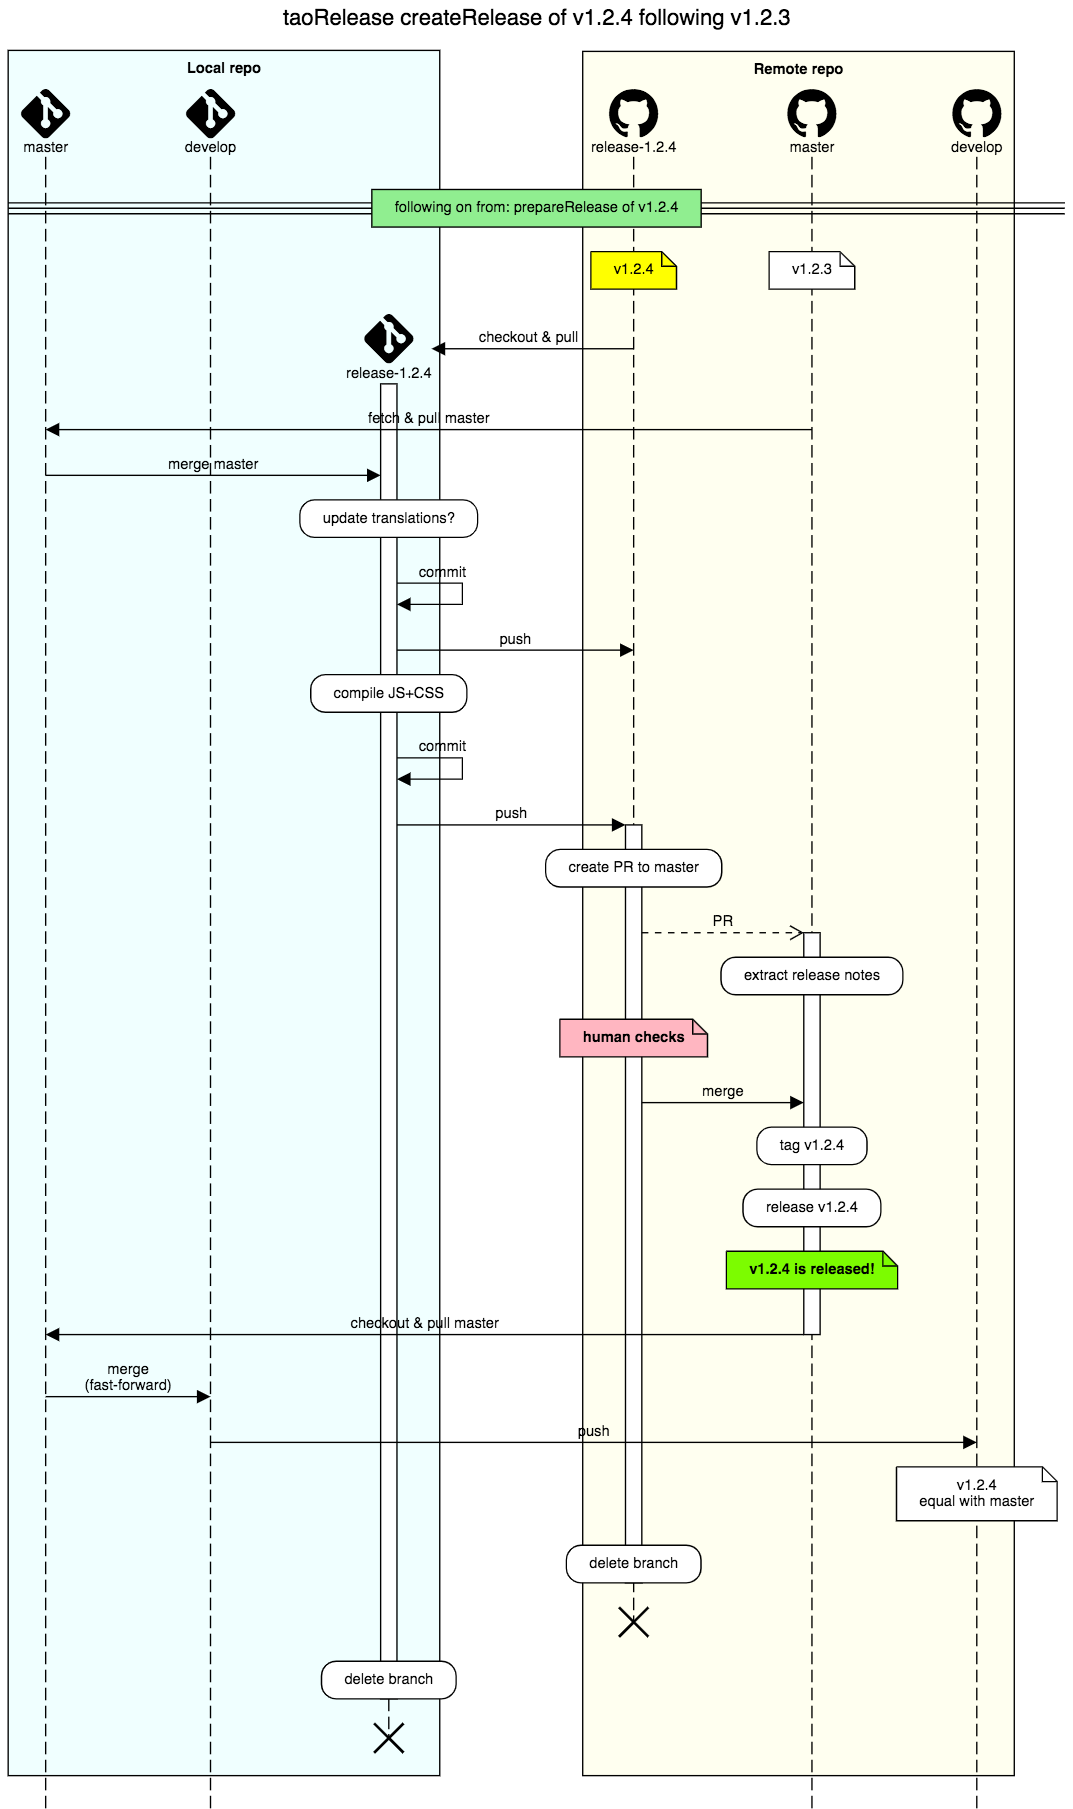 taoRelease createRelease of v1.2.4 following v1.2.3
Local repo
Remote repo
master
develop
release-1.2.4
master
develop
following on from: prepareRelease of v1.2.4
v1.2.4
v1.2.3
checkout & pull
release-1.2.4
fetch & pull master
merge master
update translations?
commit
push
compile JS+CSS
commit
push
create PR to master
PR
extract release notes
human checks
merge
tag v1.2.4
release v1.2.4
v1.2.4 is released!
checkout & pull master
merge
(fast-forward)
push
v1.2.4
equal with master
delete branch
delete branch